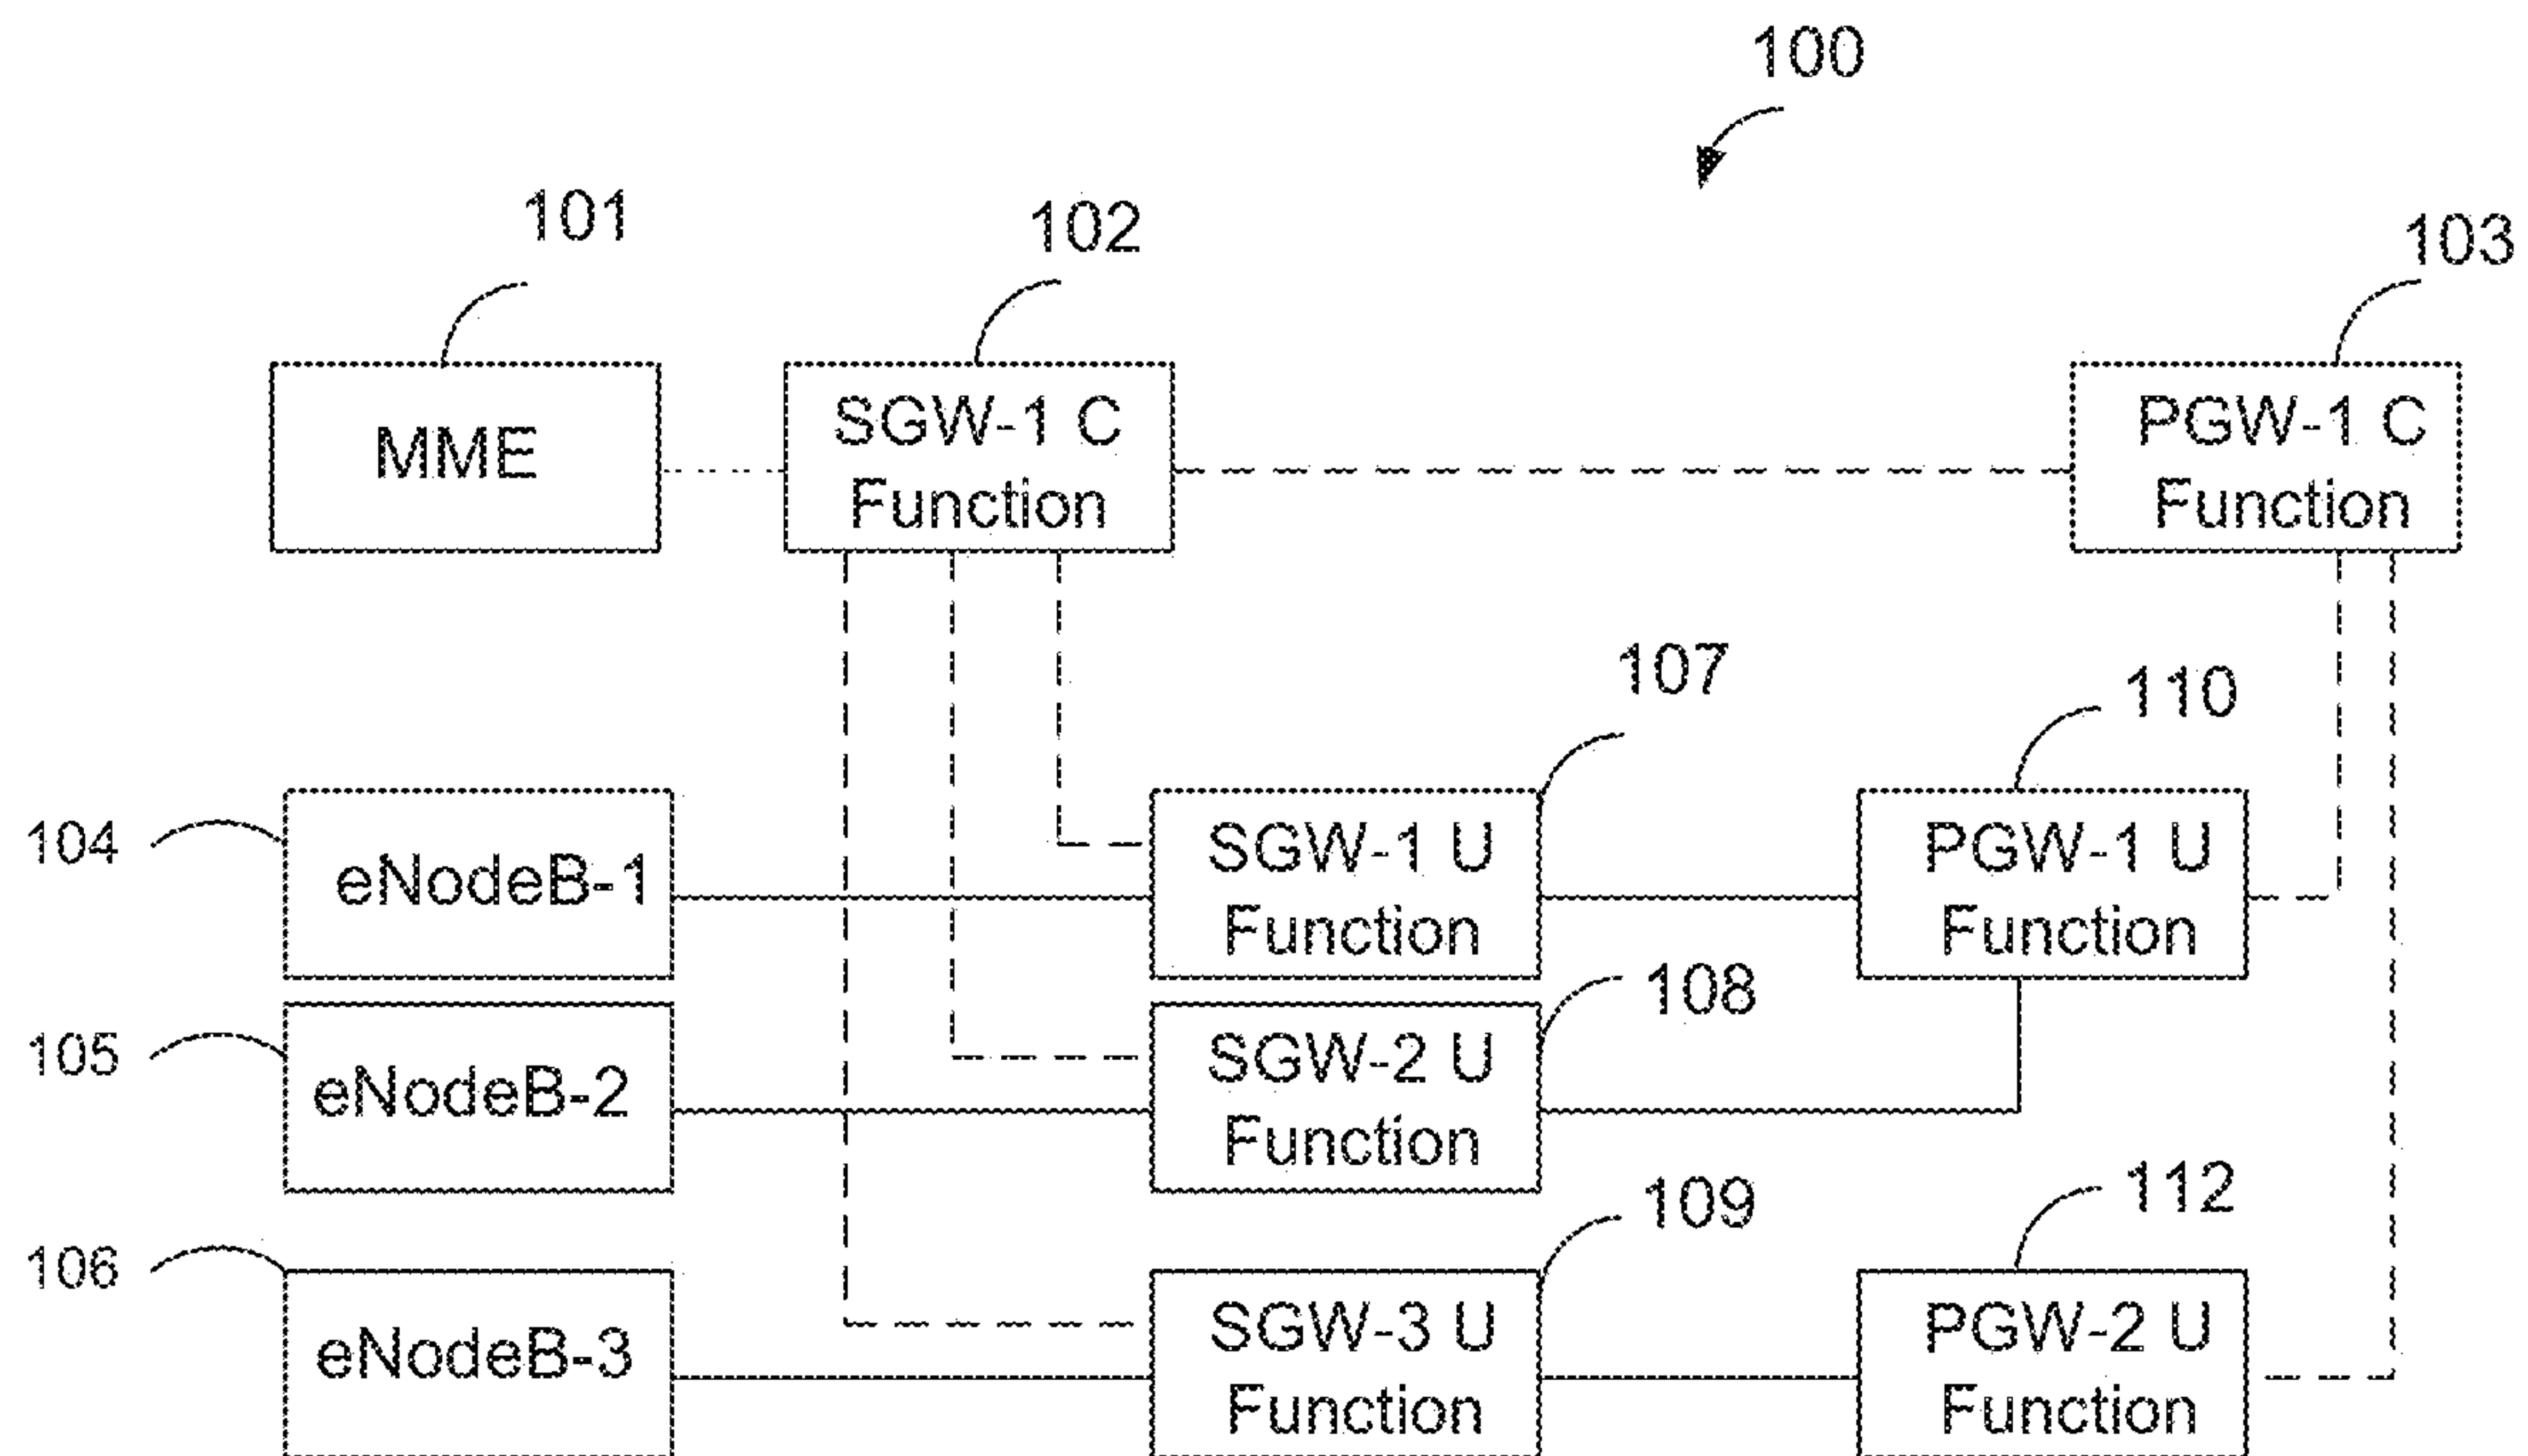 100
101
102
103
MME
SGW-1 C
Function
PGW-1 C
Function
107
110
104
eNodeB-1
SGW-1 U
Function
PGW-1 U
Function
108
105
eNodeB-2
SGW-2 U
Function
109
112
106
eNodeB-3
SGW-3 U
Function
PGW-2 U
Function